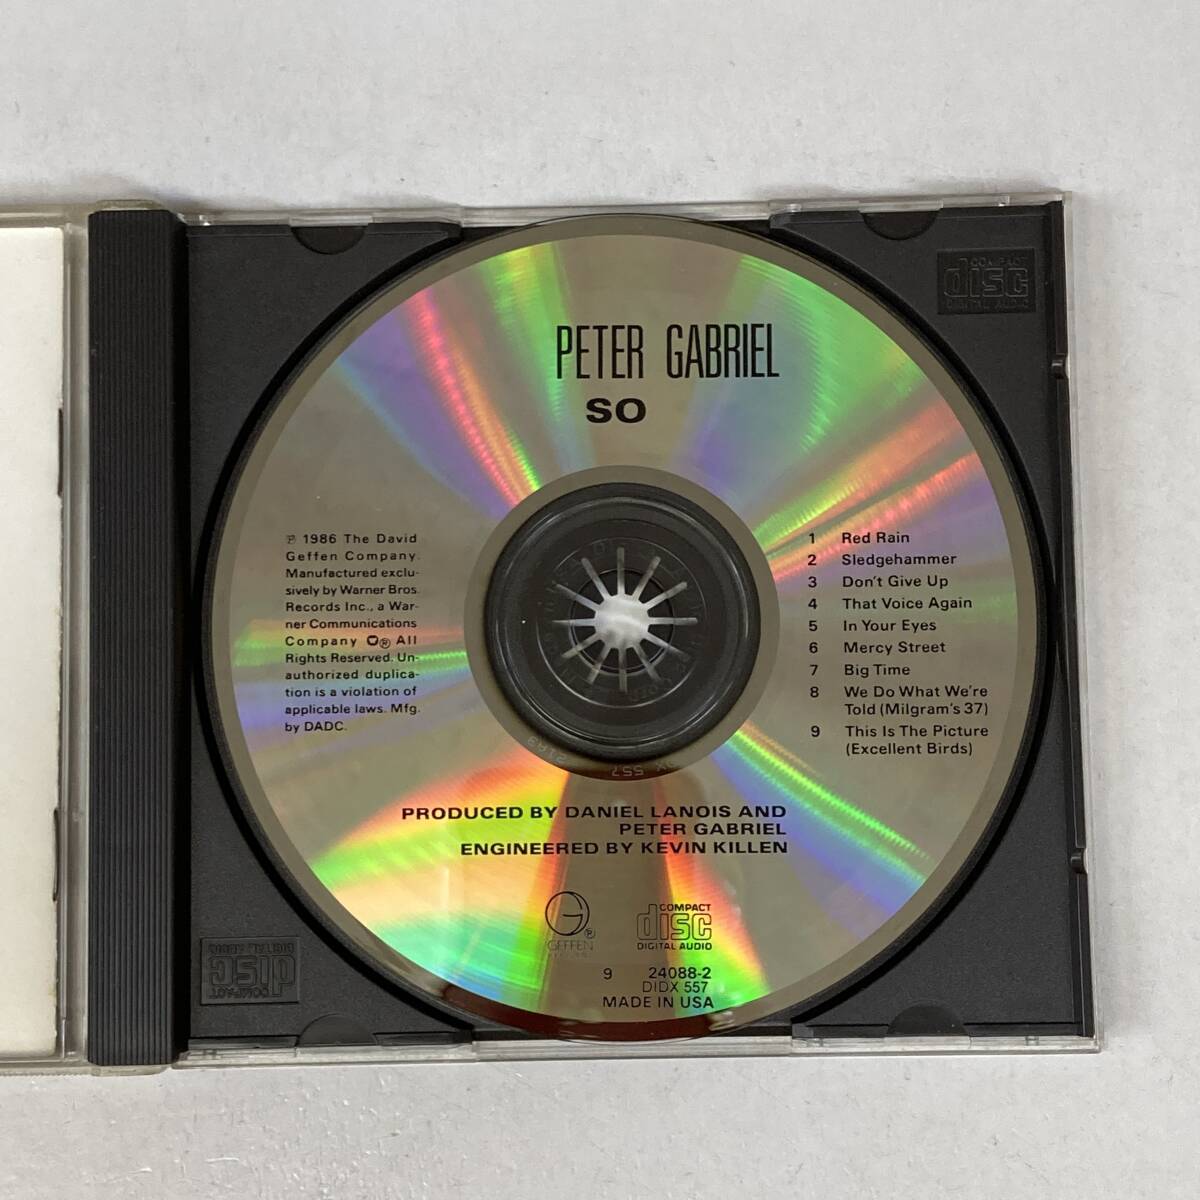 PETER GABRIEL
SO
℗ 1986 The David
Geffen Company.
Manufactured exclu-
sively by Warner Bros.
Records Inc., a War-
ner Communications
Company ® All
Rights Reserved. Un-
authorized duplica-
tion is a violation of
applicable laws. Mfg.
by DADC.
1 Red Rain
2 Sledgehammer
3 Don't Give Up
4 That Voice Again
5 In Your Eyes
6 Mercy Street
7 Big Time
8 We Do What We're
Told (Milgram's 37)
9 This Is The Picture
(Excellent Birds)
PRODUCED BY DANIEL LANOIS AND
PETER GABRIEL
ENGINEERED BY KEVIN KILLEN
G®
GEFFEN
COMPACT
disc
DIGITAL AUDIO
9 24088-2
DIDX 557
MADE IN USA
COMPACT
disc
DIGITAL AUDIO
COMPACT
disc
DIGITAL AUDIO